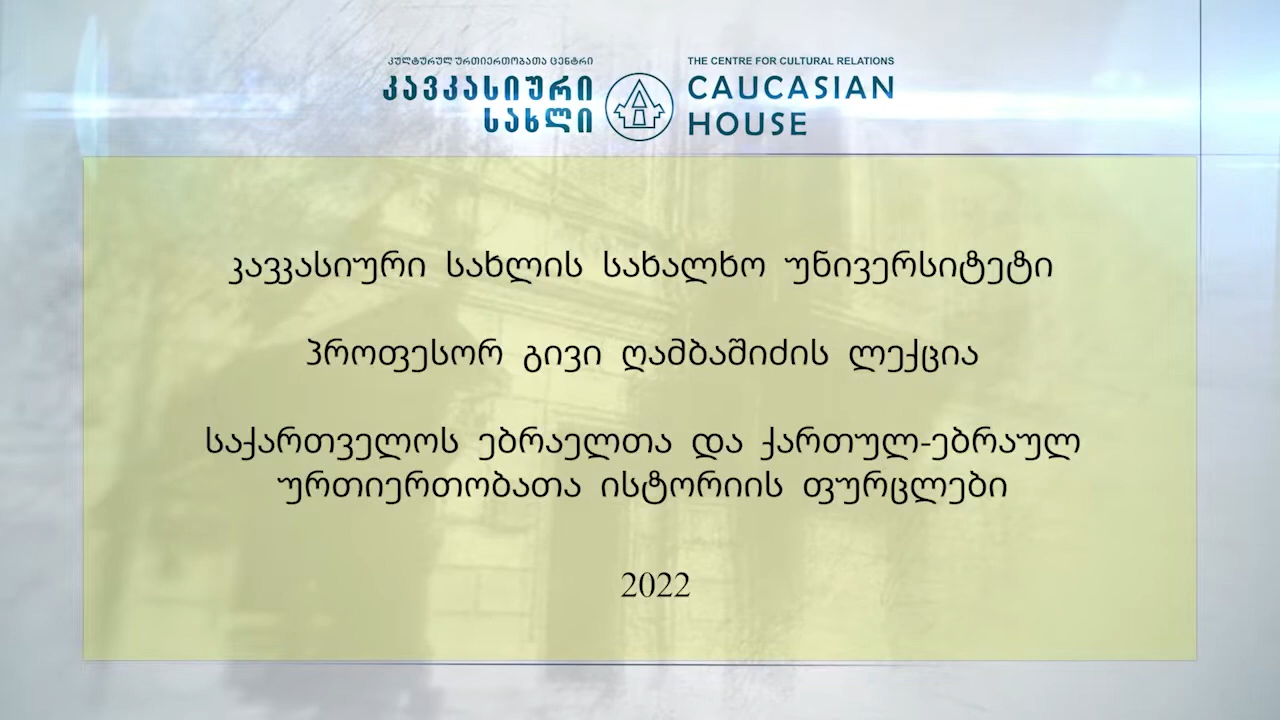 კულტურულ ურთიერთობათა ცენტრი
კავკასიური
სახლი
THE CENTRE FOR CULTURAL RELATIONS
CAUCASIAN
HOUSE
კავკასიური სახლის სახალხო უნივერსიტეტი
პროფესორ გივი ღამბაშიძის ლექცია
საქართველოს ებრაელთა და ქართულ-ებრაულ
ურთიერთობათა ისტორიის ფურცლები
2022